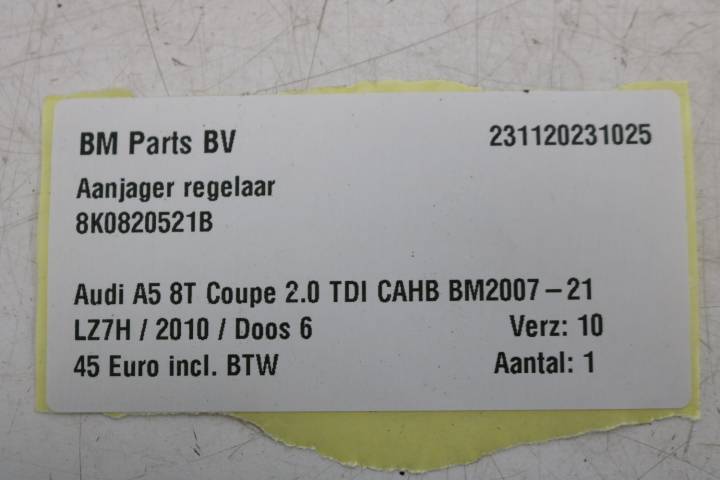 BM Parts BV 231120231025
Aanjager regelaar
8K0820521B
Audi A5 8T Coupe 2.0 TDI CAHB BM2007-21
LZ7H / 2010 / Doos 6 Verz: 10
45 Euro incl. BTW Aantal: 1